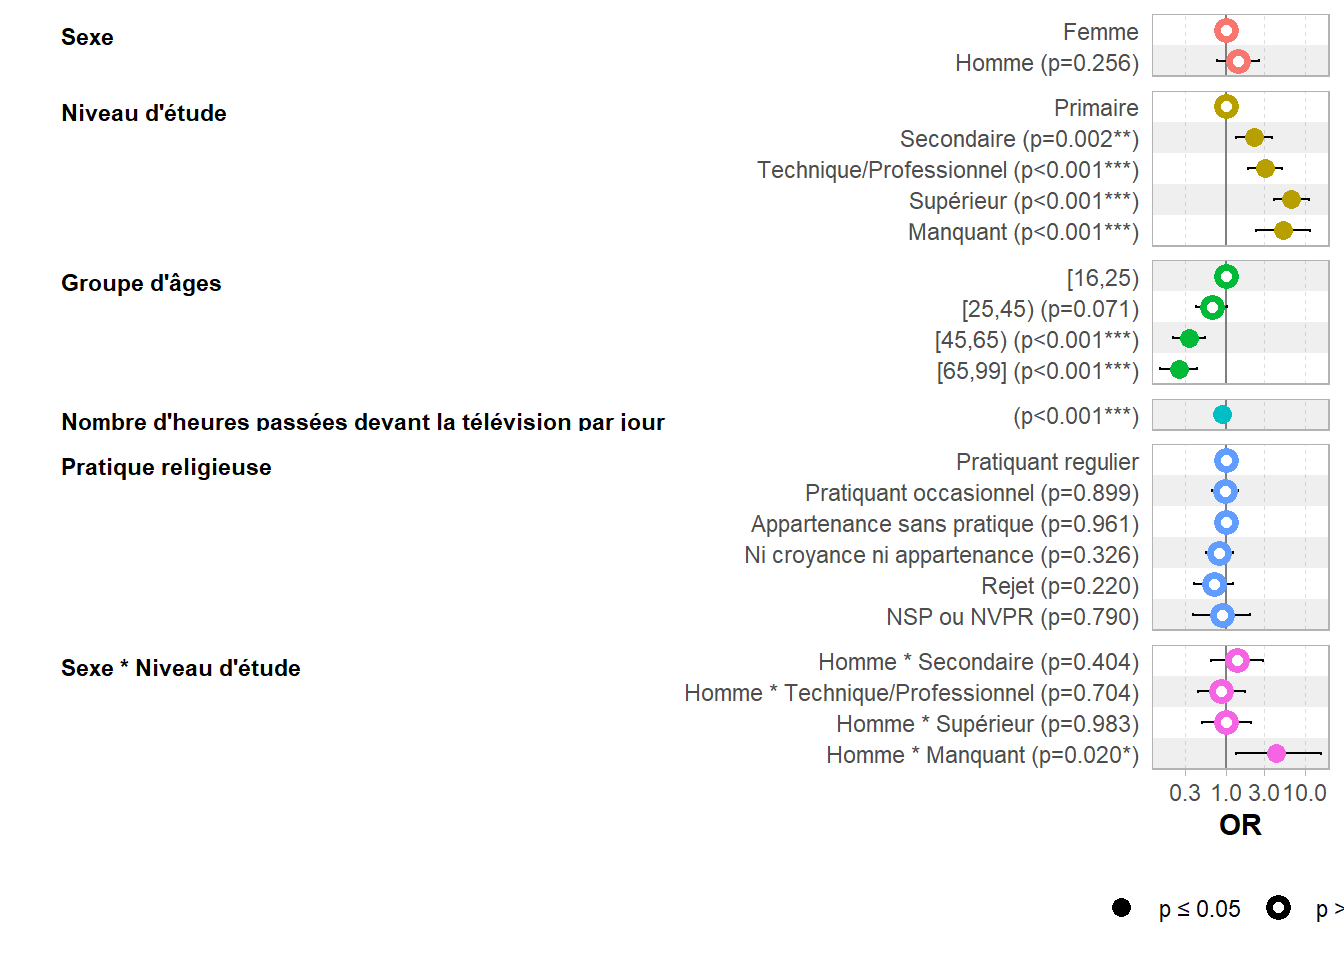 Sexe
Femme
Homme (p=0.256)
Niveau d'étude
Primaire
Secondaire (p=0.002**)
Technique/Professionnel (p<0.001***)
Supérieur (p<0.001***)
Manquant (p<0.001***)
Groupe d'âges
[16,25)
[25,45) (p=0.071)
[45,65) (p<0.001***)
[65,99] (p<0.001***)
Nombre d'heures passées devant la télévision par jour
(p<0.001***)
Pratique religieuse
Pratiquant regulier
Pratiquant occasionnel (p=0.899)
Appartenance sans pratique (p=0.961)
Ni croyance ni appartenance (p=0.326)
Rejet (p=0.220)
NSP ou NVPR (p=0.790)
Sexe * Niveau d'étude
Homme * Secondaire (p=0.404)
Homme * Technique/Professionnel (p=0.704)
Homme * Supérieur (p=0.983)
Homme * Manquant (p=0.020*)
0.3 1.0 3.0 10.0
OR
p ≤ 0.05 p >